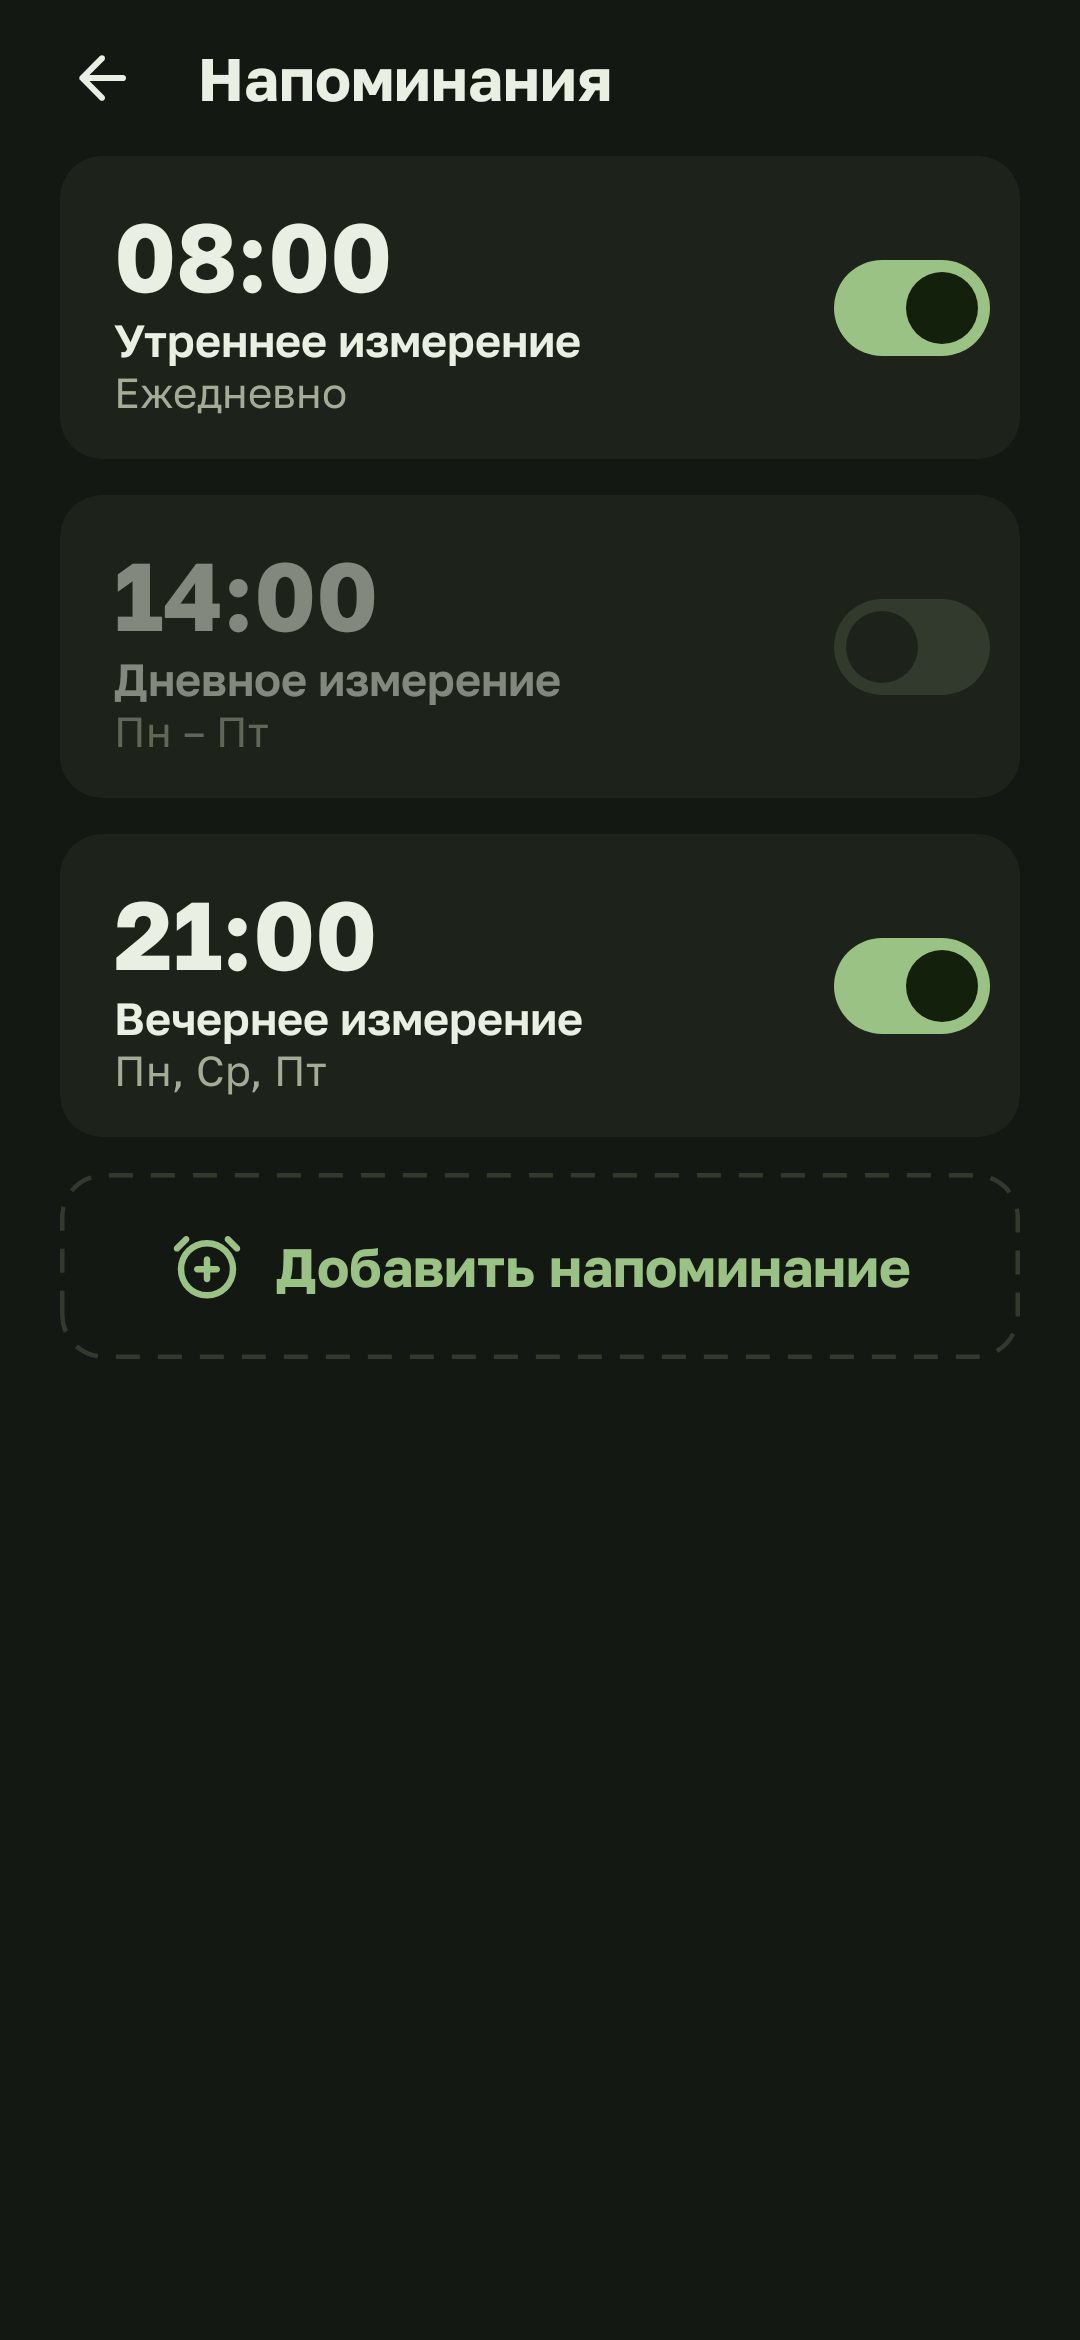 Напоминания
08:00
Утреннее измерение
Ежедневно
14:00
Дневное измерение
Пн – Пт
21:00
Вечернее измерение
Пн, Ср, Пт
Добавить напоминание